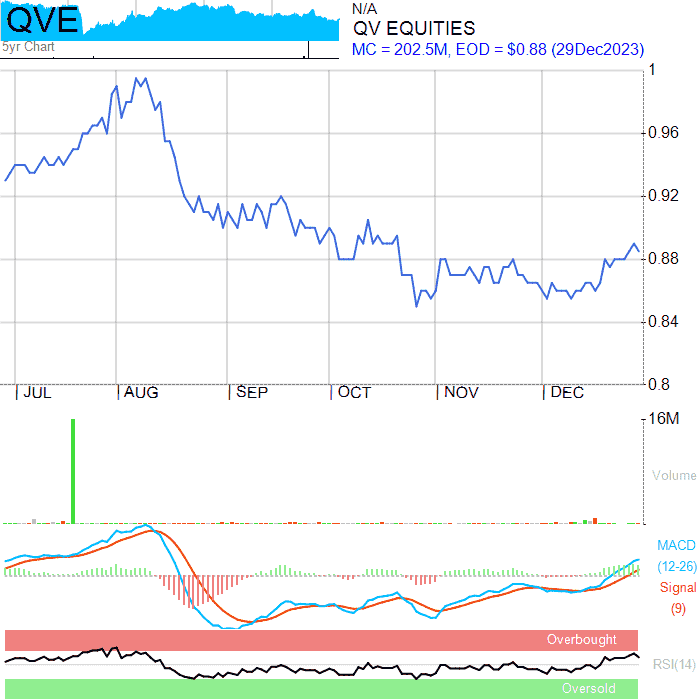 QVE
5yr Chart
N/A
QV EQUITIES
MC = 202.5M, EOD = $0.88 (29Dec2023)
1
0.96
0.92
0.88
0.84
0.8
JUL AUG SEP OCT NOV DEC
16M
Volume
MACD
(12-26)
Signal
(9)
Overbought
RSI(14)
Oversold